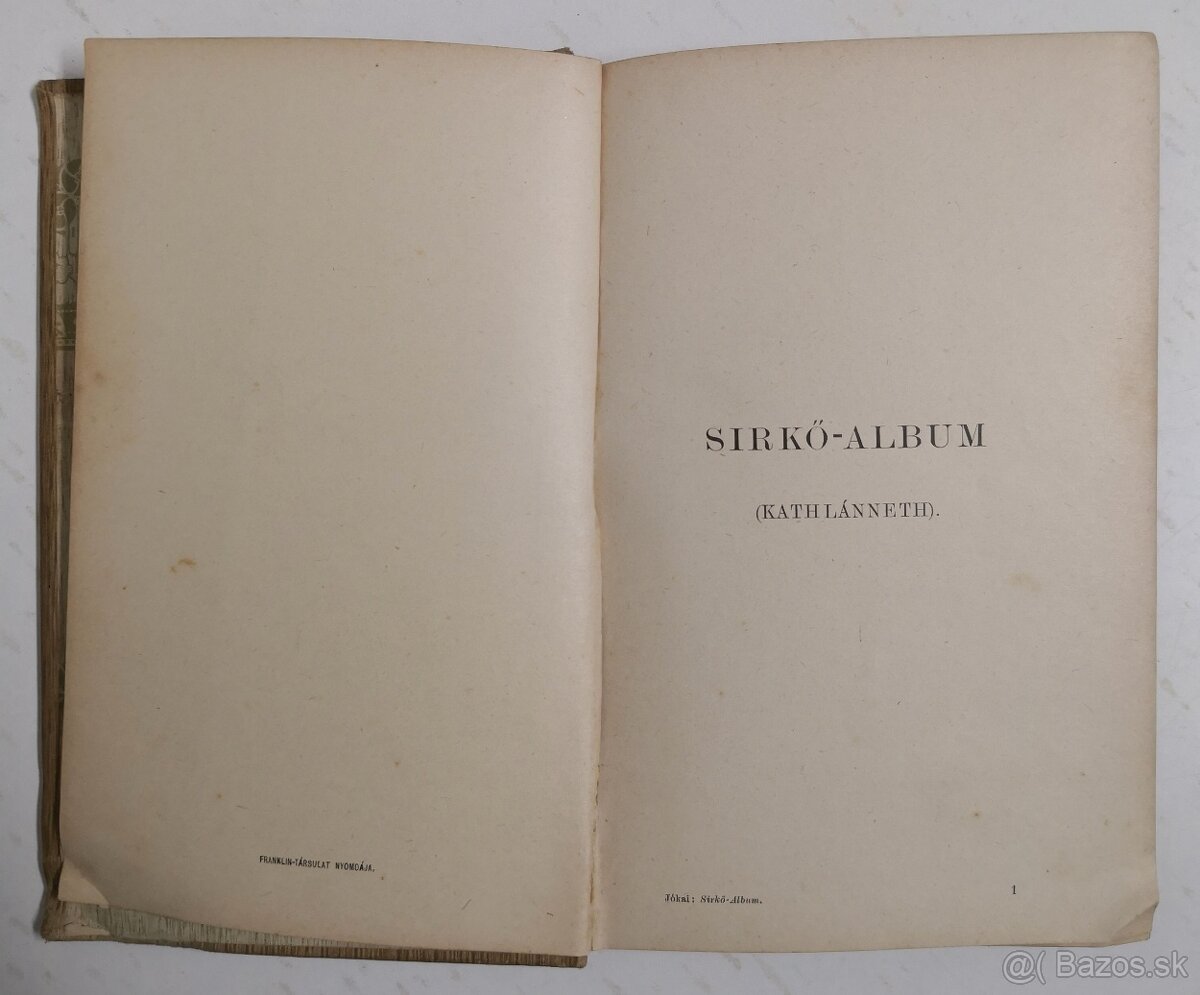 FRANKLIN-TÁRSULAT NYOMDÁJA.
SIRKŐ-ALBUM
(KATHLÁNNETH).
Jókai: Sirkő-Album.
1
@( Bazos.sk